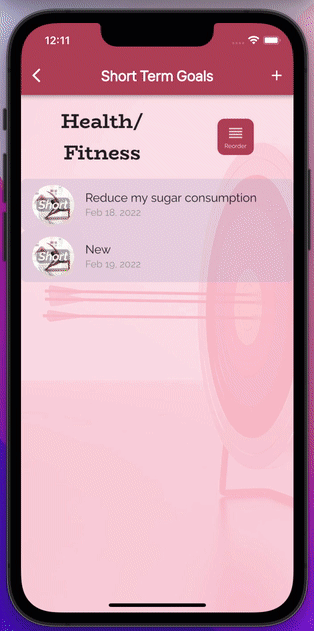 12:11
Short Term Goals
Health/
Fitness
Reorder
Short
Reduce my sugar consumption
Feb 18, 2022
Short
New
Feb 19, 2022